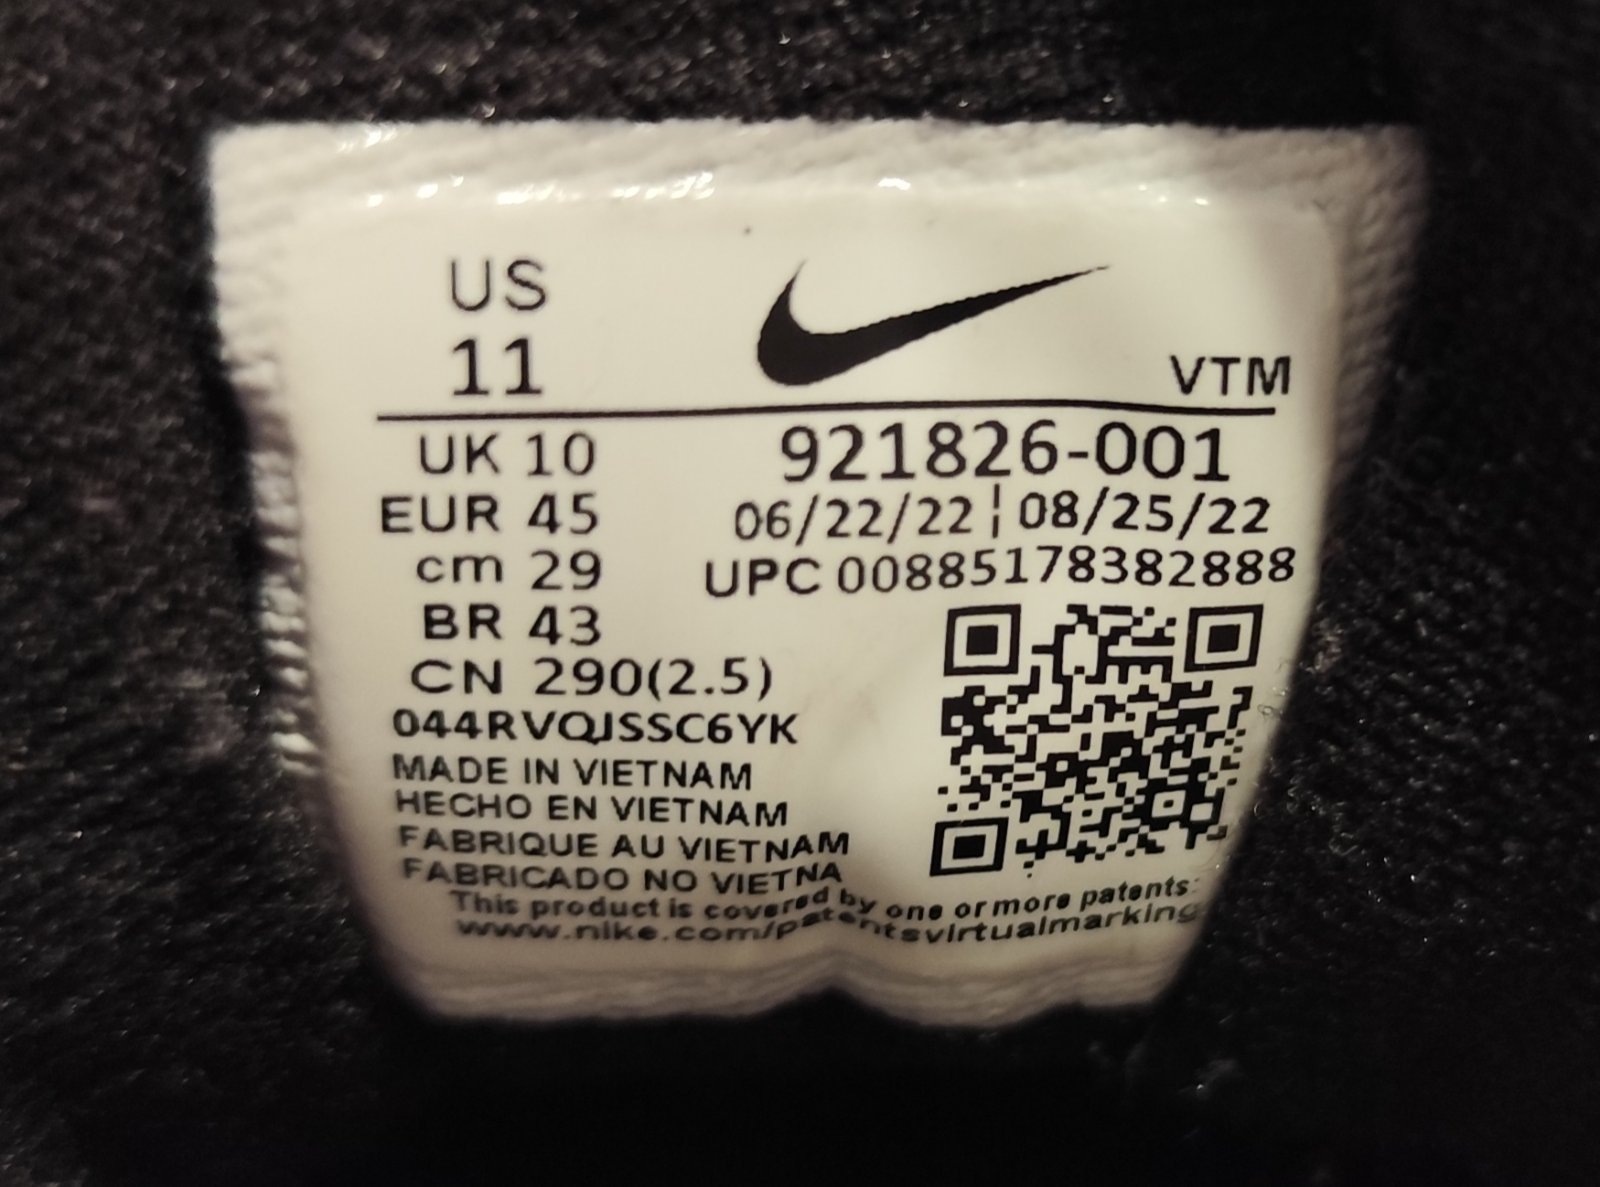 US
11
VTM
UK 10
EUR 45
cm 29
BR 43
CN 290(2.5)
921826-001
06/22/22 ¦ 08/25/22
UPC 00885178382888
044RVQJSSC6YK
MADE IN VIETNAM
HECHO EN VIETNAM
FABRIQUE AU VIETNAM
FABRICADO NO VIETNA
This product is covered by one or more patents:
www.nike.com/patentsvirtualmarking